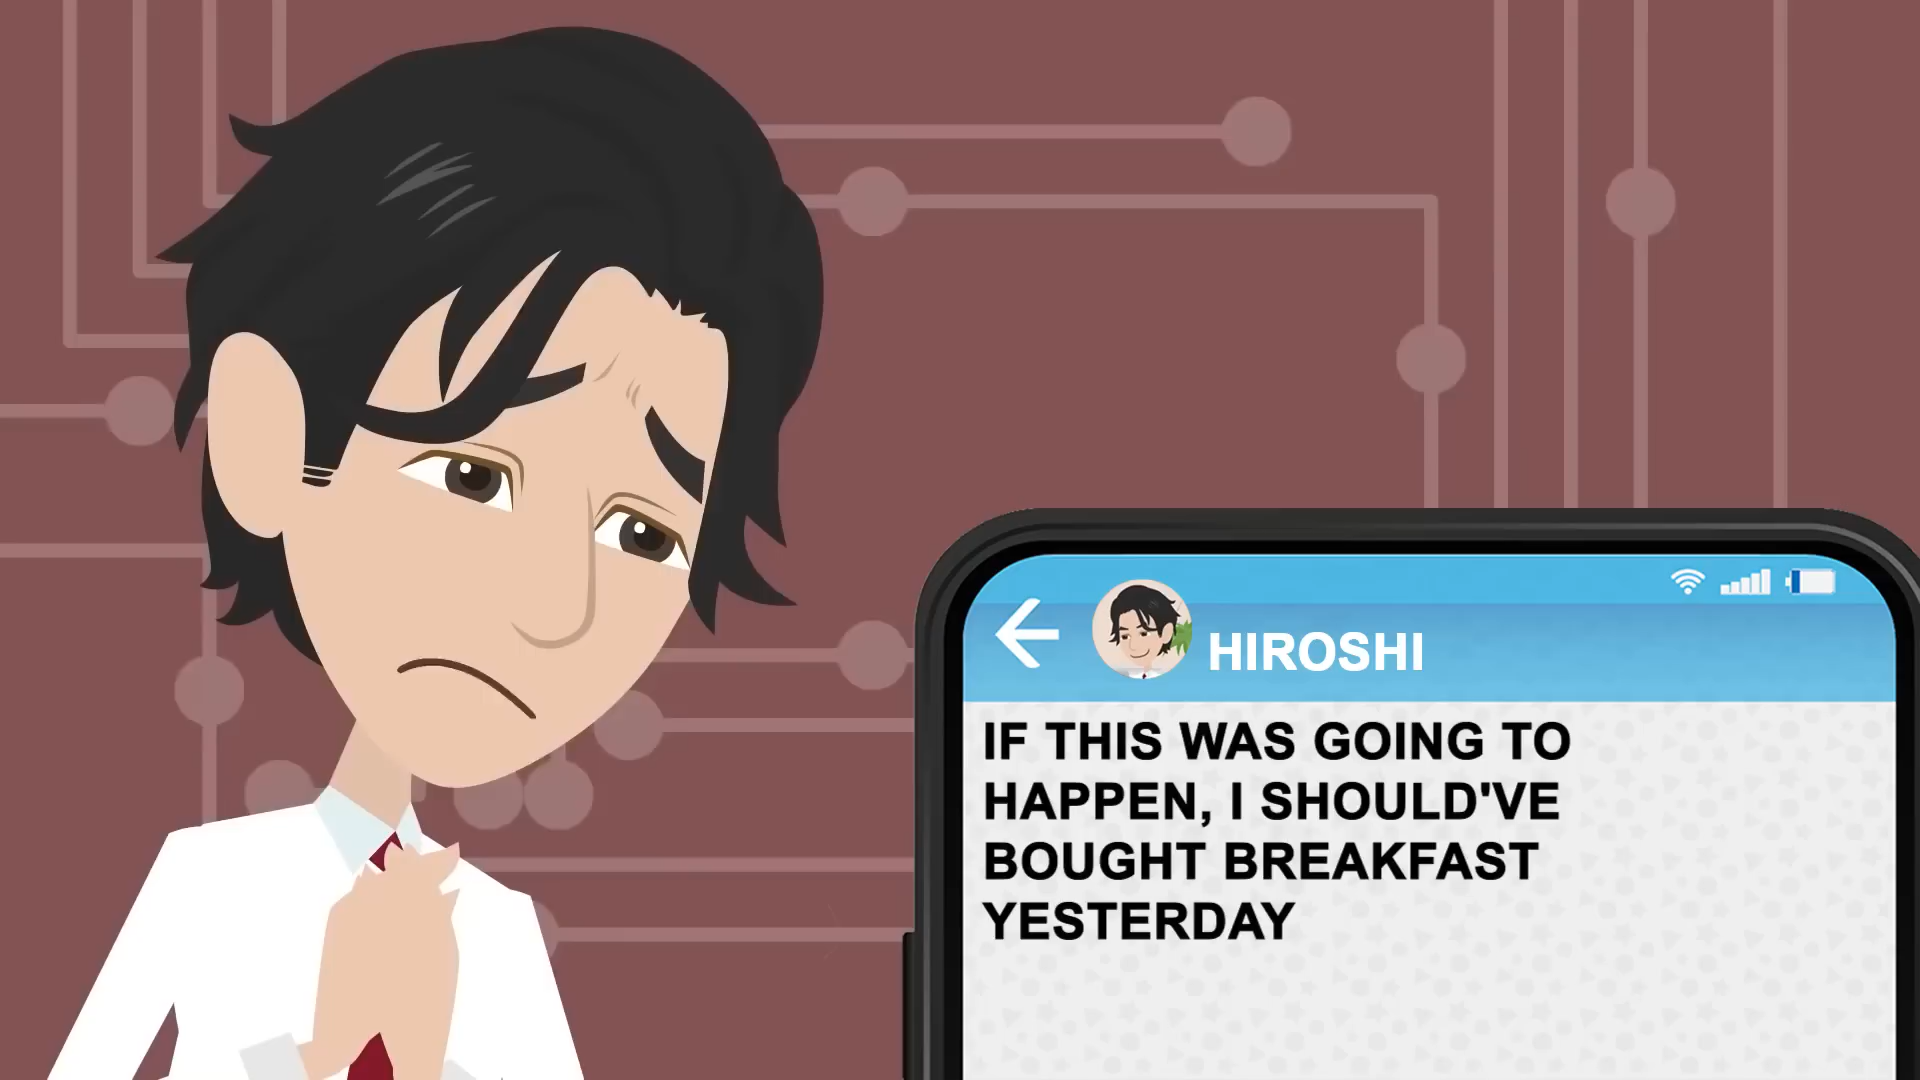 HIROSHI
IF THIS WAS GOING TO
HAPPEN, I SHOULD'VE
BOUGHT BREAKFAST
YESTERDAY